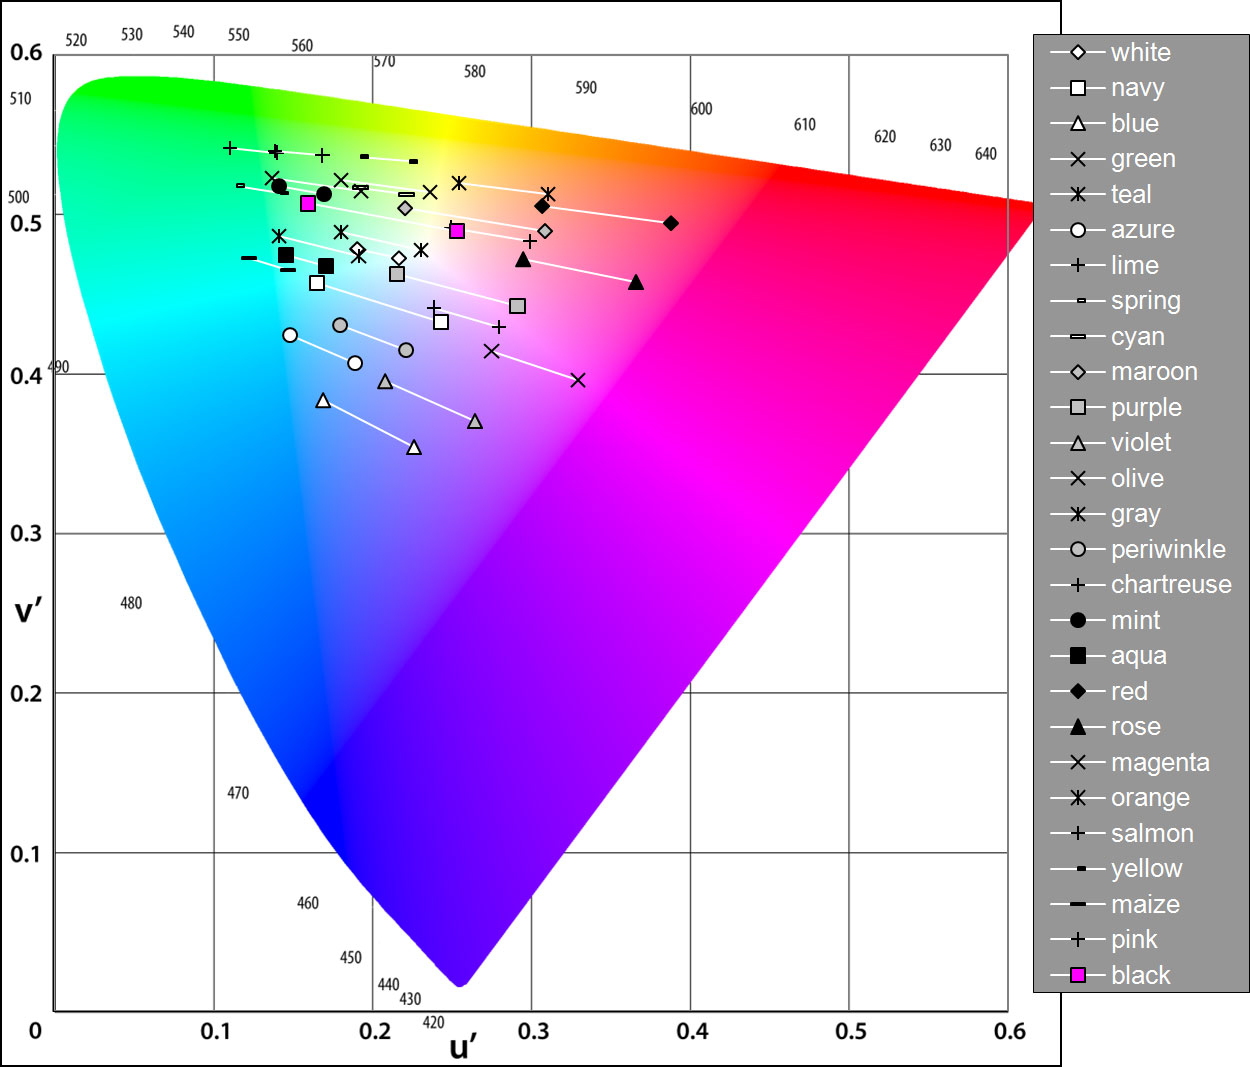 520 530 540 550 560
570 580 590 600 610 620 630 640
0.6
510
500
0.5
490
0.4
0.3
480
v′
0.2
470
0.1
460
450
440
430
420
0 0.1 0.2 0.3 0.4 0.5 0.6
u′
white
navy
blue
green
teal
azure
lime
spring
cyan
maroon
purple
violet
olive
gray
periwinkle
chartreuse
mint
aqua
red
rose
magenta
orange
salmon
yellow
maize
pink
black